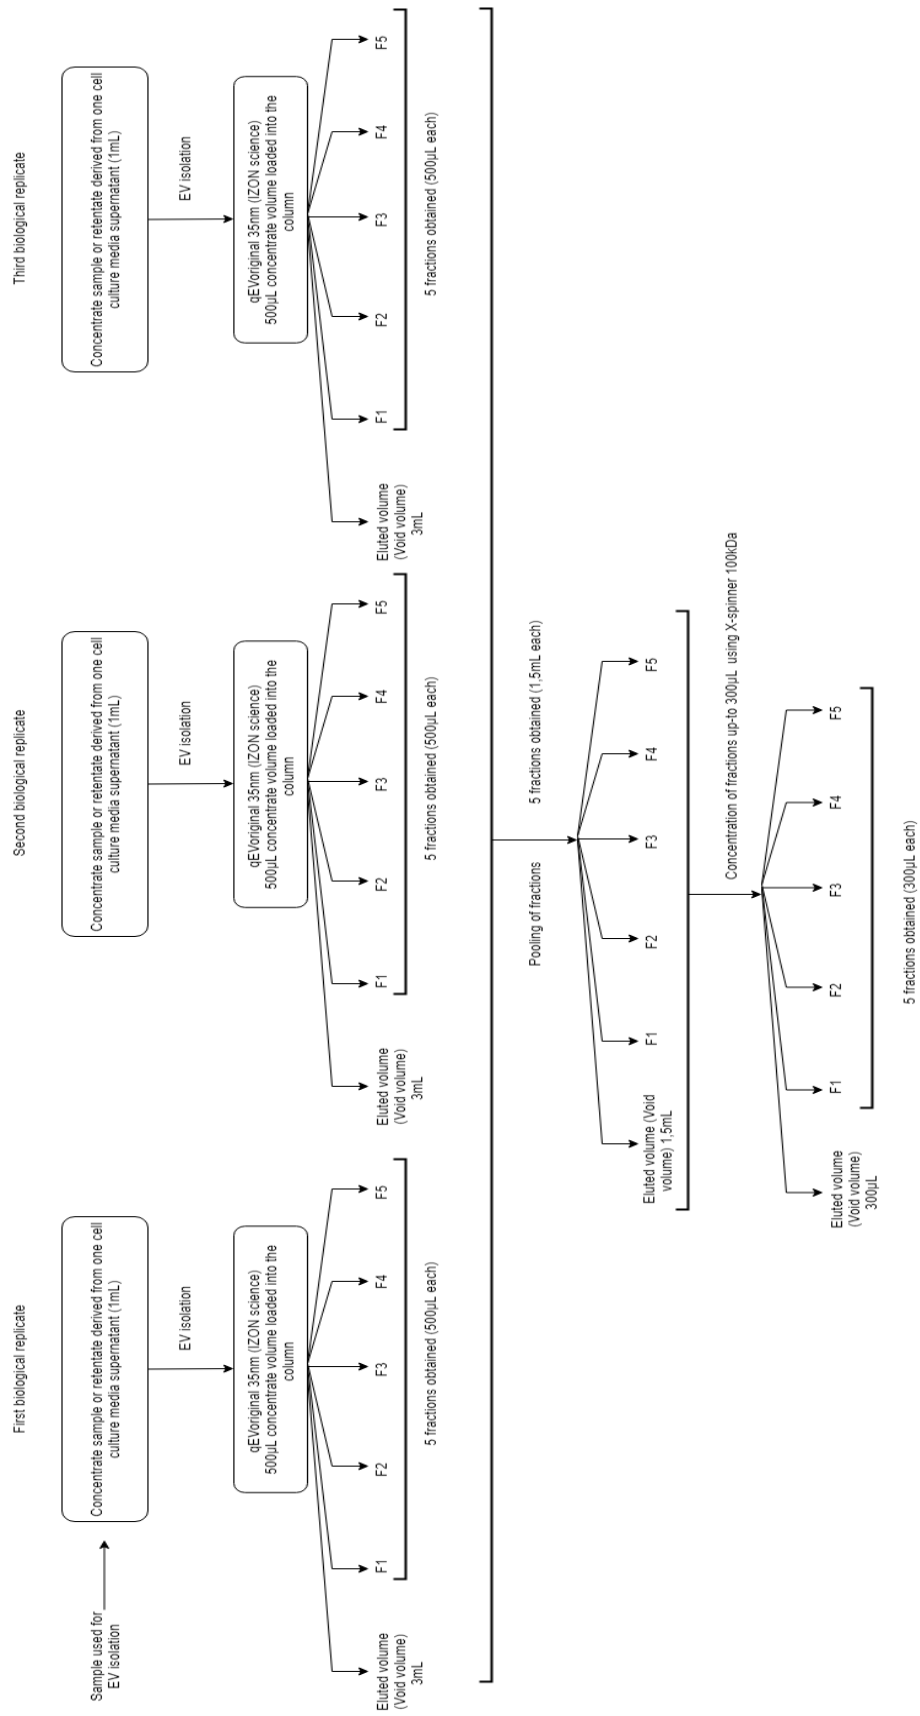 First biological replicate
Second biological replicate
Third biological replicate
Sample used for
EV isolation
Concentrate sample or retentate derived from one cell
culture media supernatant (1mL)
Concentrate sample or retentate derived from one cell
culture media supernatant (1mL)
Concentrate sample or retentate derived from one cell
culture media supernatant (1mL)
EV isolation
EV isolation
EV isolation
qEVoriginal 35nm (IZON science)
500µL concentrate volume loaded into the
column
qEVoriginal 35nm (IZON science)
500µL concentrate volume loaded into the
column
qEVoriginal 35nm (IZON science)
500µL concentrate volume loaded into the
column
Eluted volume
(Void volume)
3mL
F1
F2
F3
F4
F5
Eluted volume
(Void volume)
3mL
F1
F2
F3
F4
F5
Eluted volume
(Void volume)
3mL
F1
F2
F3
F4
F5
5 fractions obtained (500µL each)
5 fractions obtained (500µL each)
5 fractions obtained (500µL each)
Pooling of fractions
5 fractions obtained (1,5mL each)
Eluted volume (Void
volume) 1,5mL
F1
F2
F3
F4
F5
Concentration of fractions up-to 300µL using X-spinner 100kDa
Eluted volume
(Void volume)
300µL
F1
F2
F3
F4
F5
5 fractions obtained (300µL each)